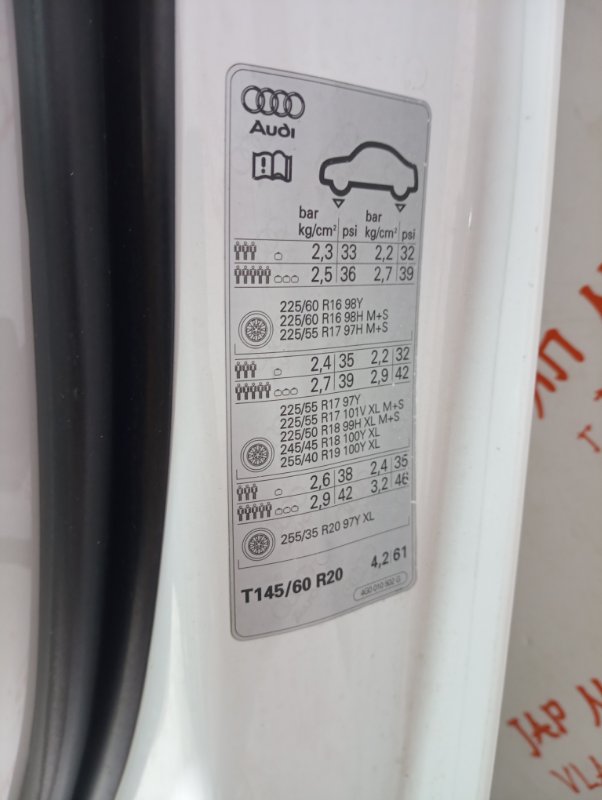 Audi
bar psi bar psi
kg/cm² kg/cm²
2,3 33 2,2 32
2,5 36 2,7 39
225/60 R16 98Y
225/60 R16 98H M+S
225/55 R17 97H M+S
2,4 35 2,2 32
2,7 39 2,9 42
225/55 R17 97Y
225/55 R17 101V XL M+S
225/50 R18 99H XL M+S
245/45 R18 100Y XL
255/40 R19 100Y XL
2,6 38 2,4 35
2,9 42 3,2 46
255/35 R20 97Y XL
T145/60 R20 4,2 61
4G0 010 502 G